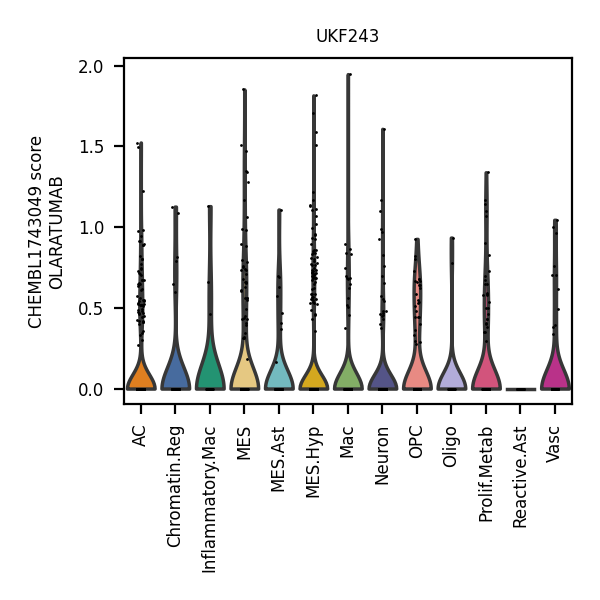 UKF243
CHEMBL1743049 score
OLARATUMAB
2.0
1.5
1.0
0.5
0.0
AC
Chromatin.Reg
Inflammatory.Mac
MES
MES.Ast
MES.Hyp
Mac
Neuron
OPC
Oligo
Prolif.Metab
Reactive.Ast
Vasc